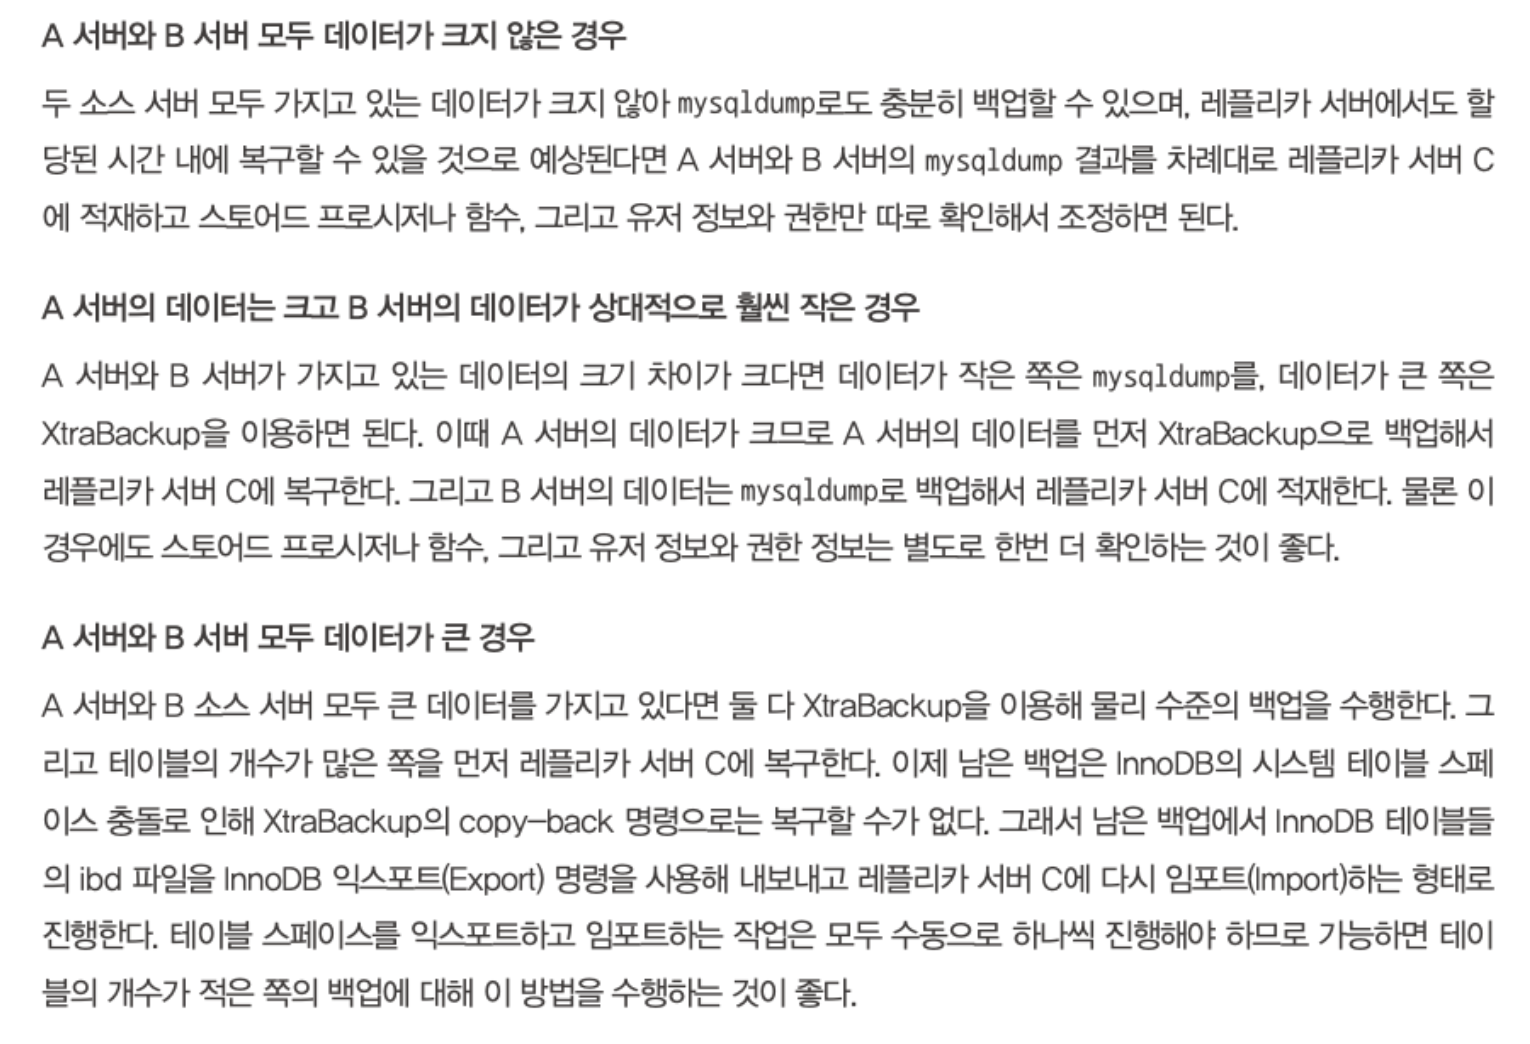 A 서버와 B 서버 모두 데이터가 크지 않은 경우
두 소스 서버 모두 가지고 있는 데이터가 크지 않아 mysqldump로도 충분히 백업할 수 있으며, 레플리카 서버에서도 할
당된 시간 내에 복구할 수 있을 것으로 예상된다면 A 서버와 B 서버의 mysqldump 결과를 차례대로 레플리카 서버 C
에 적재하고 스토어드 프로시저나 함수, 그리고 유저 정보와 권한만 따로 확인해서 조정하면 된다.
A 서버의 데이터는 크고 B 서버의 데이터가 상대적으로 훨씬 작은 경우
A 서버와 B 서버가 가지고 있는 데이터의 크기 차이가 크다면 데이터가 작은 쪽은 mysqldump를, 데이터가 큰 쪽은
XtraBackup을 이용하면 된다. 이때 A 서버의 데이터가 크므로 A 서버의 데이터를 먼저 XtraBackup으로 백업해서
레플리카 서버 C에 복구한다. 그리고 B 서버의 데이터는 mysqldump로 백업해서 레플리카 서버 C에 적재한다. 물론 이
경우에도 스토어드 프로시저나 함수, 그리고 유저 정보와 권한 정보는 별도로 한번 더 확인하는 것이 좋다.
A 서버와 B 서버 모두 데이터가 큰 경우
A 서버와 B 소스 서버 모두 큰 데이터를 가지고 있다면 둘 다 XtraBackup을 이용해 물리 수준의 백업을 수행한다. 그
리고 테이블의 개수가 많은 쪽을 먼저 레플리카 서버 C에 복구한다. 이제 남은 백업은 InnoDB의 시스템 테이블 스페
이스 충돌로 인해 XtraBackup의 copy-back 명령으로는 복구할 수가 없다. 그래서 남은 백업에서 InnoDB 테이블들
의 ibd 파일을 InnoDB 익스포트(Export) 명령을 사용해 내보내고 레플리카 서버 C에 다시 임포트(Import)하는 형태로
진행한다. 테이블 스페이스를 익스포트하고 임포트하는 작업은 모두 수동으로 하나씩 진행해야 하므로 가능하면 테이
블의 개수가 적은 쪽의 백업에 대해 이 방법을 수행하는 것이 좋다.